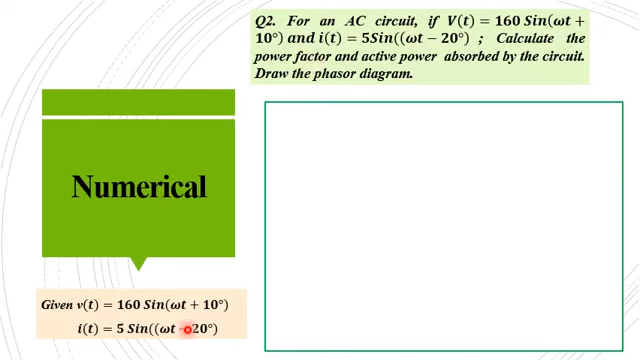 Q2. For an AC circuit, if V(t) = 160 Sin(ωt +
10°) and i(t) = 5Sin((ωt − 20°) ; Calculate the
power factor and active power absorbed by the circuit.
Draw the phasor diagram.
Numerical
Given v(t) = 160 Sin(ωt + 10°)
i(t) = 5 Sin((ωt − 20°)